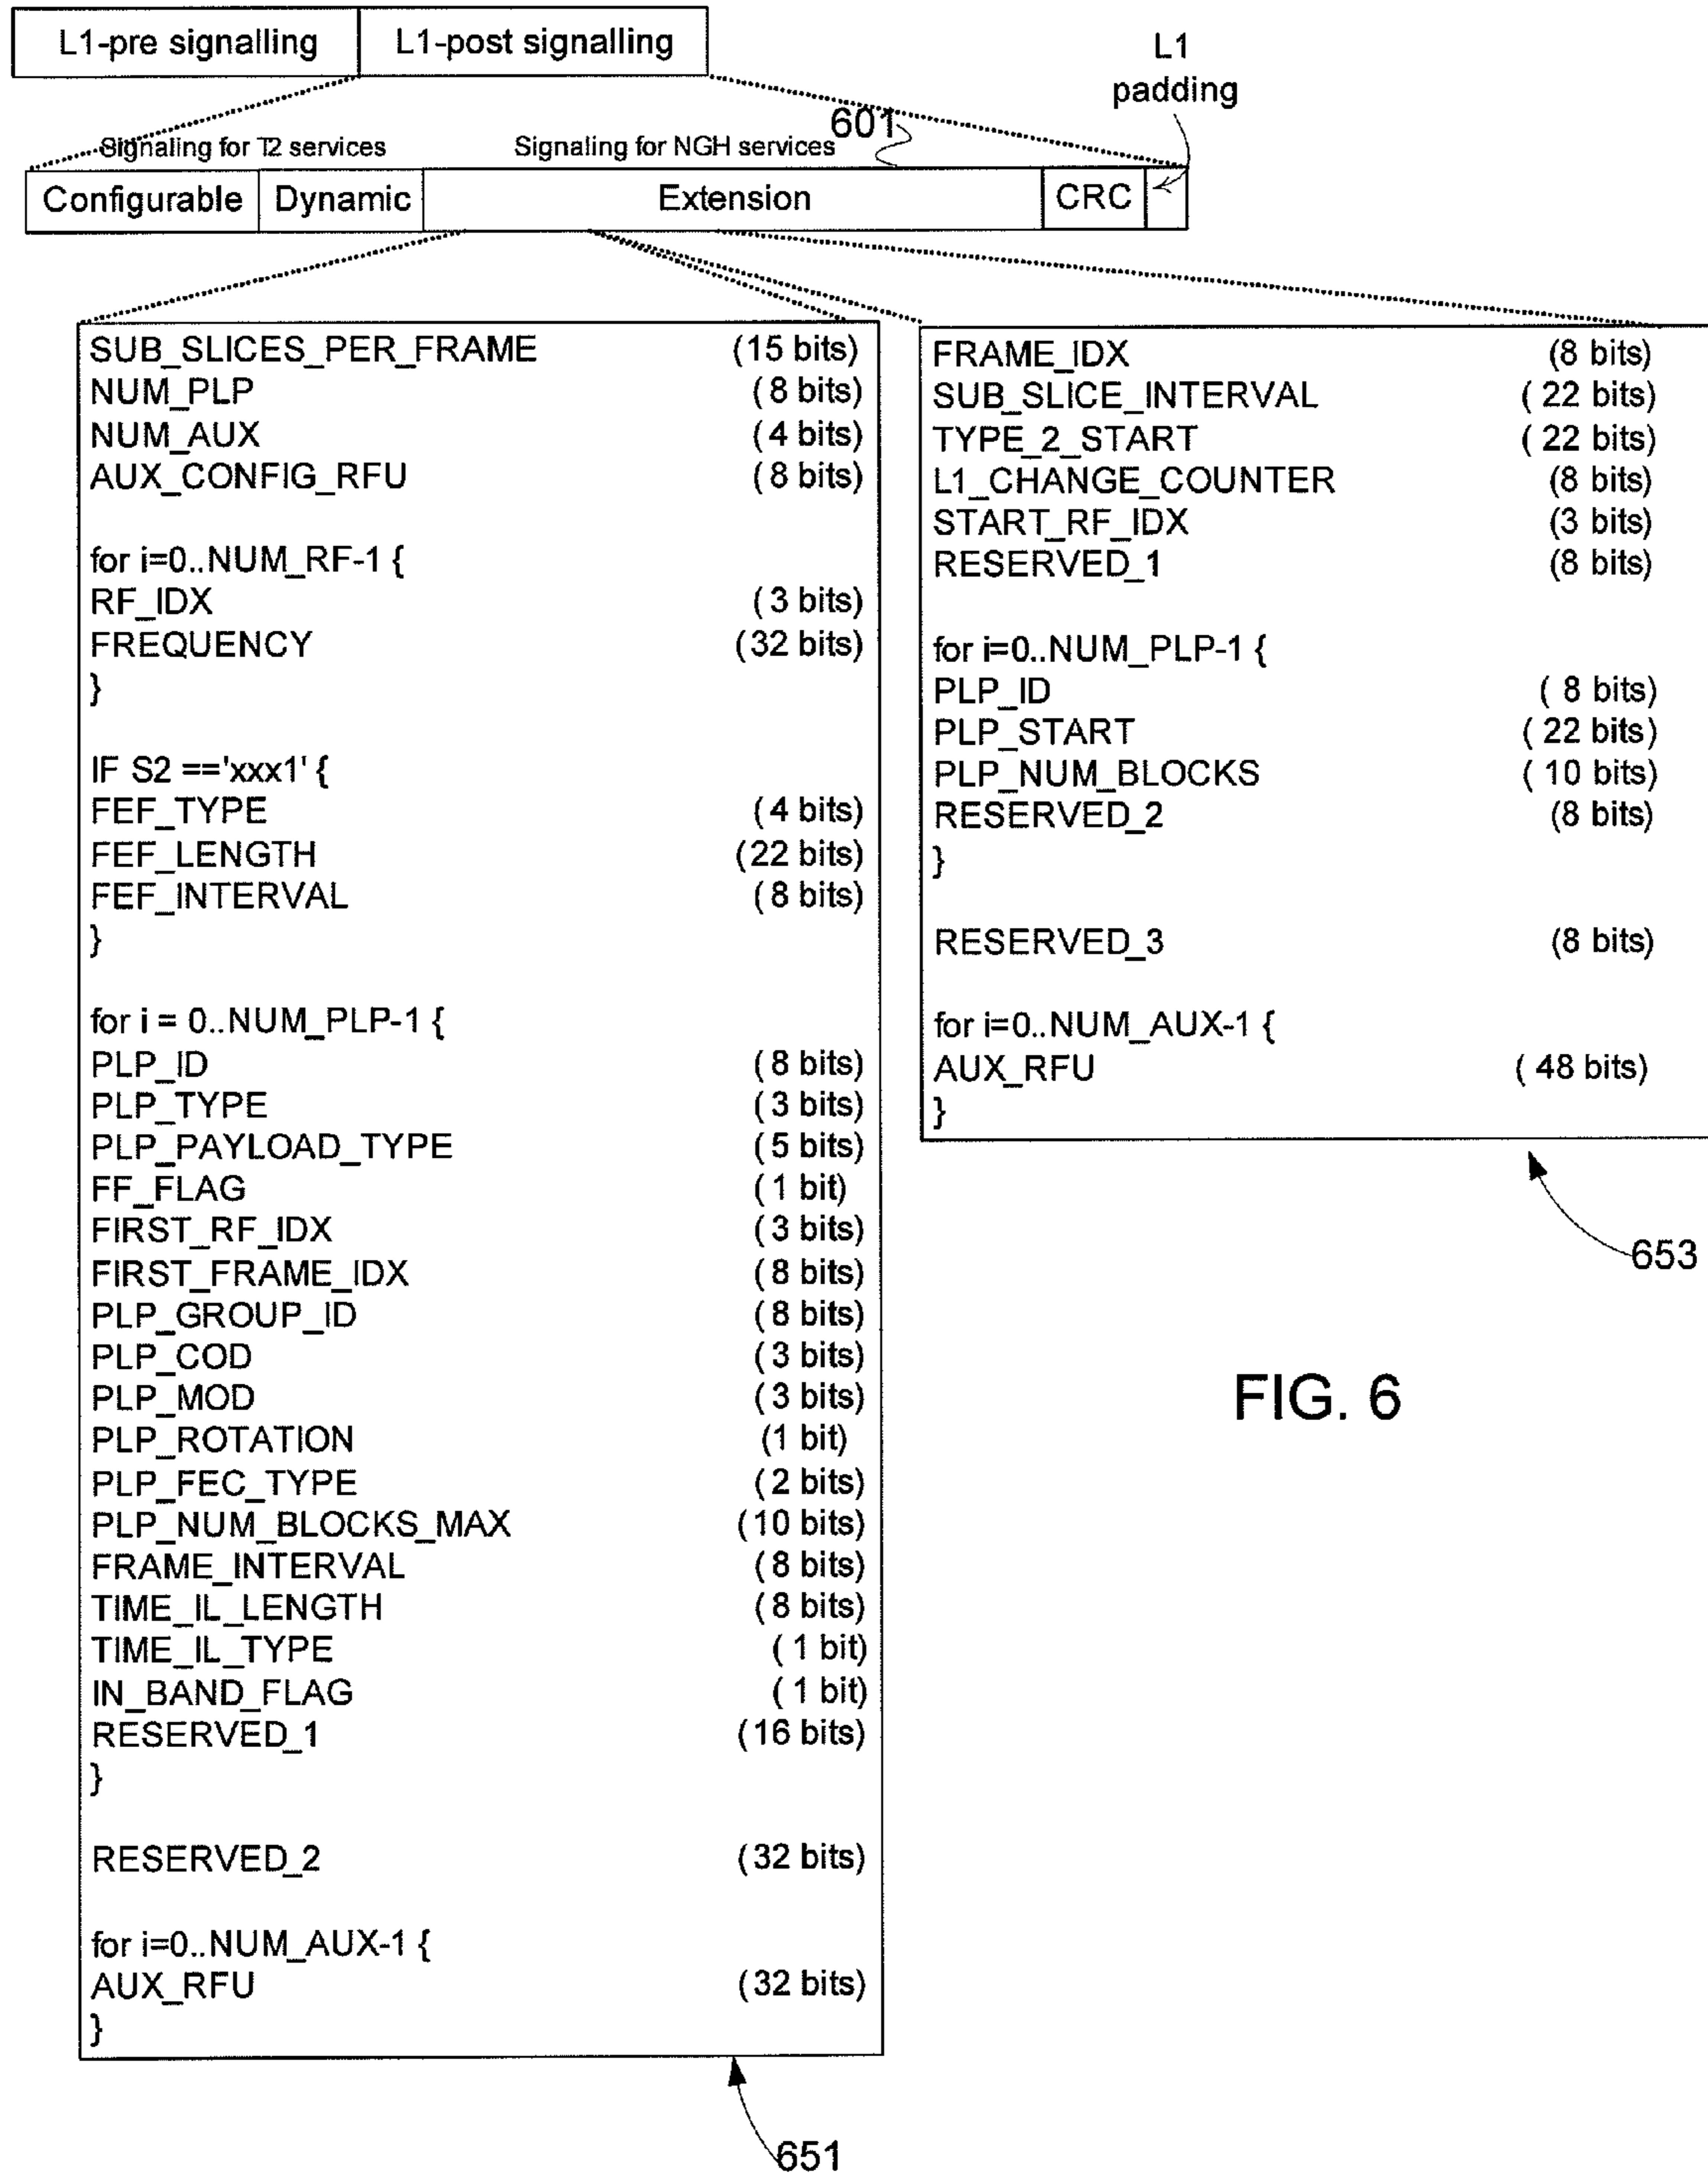 L1-pre signalling L1-post signalling
L1
padding
601
Signaling for T2 services Signaling for NGH services
Configurable Dynamic Extension CRC
SUB_SLICES_PER_FRAME (15 bits)
NUM_PLP (8 bits)
NUM_AUX (4 bits)
AUX_CONFIG_RFU (8 bits)
for i=0..NUM_RF-1 {
RF_IDX (3 bits)
FREQUENCY (32 bits)
}
IF S2 =='xxx1' {
FEF_TYPE (4 bits)
FEF_LENGTH (22 bits)
FEF_INTERVAL (8 bits)
}
for i = 0..NUM_PLP-1 {
PLP_ID (8 bits)
PLP_TYPE (3 bits)
PLP_PAYLOAD_TYPE (5 bits)
FF_FLAG (1 bit)
FIRST_RF_IDX (3 bits)
FIRST_FRAME_IDX (8 bits)
PLP_GROUP_ID (8 bits)
PLP_COD (3 bits)
PLP_MOD (3 bits)
PLP_ROTATION (1 bit)
PLP_FEC_TYPE (2 bits)
PLP_NUM_BLOCKS_MAX (10 bits)
FRAME_INTERVAL (8 bits)
TIME_IL_LENGTH (8 bits)
TIME_IL_TYPE ( 1 bit)
IN_BAND_FLAG ( 1 bit)
RESERVED_1 (16 bits)
}
RESERVED_2 (32 bits)
for i=0..NUM_AUX-1 {
AUX_RFU (32 bits)
}
651
FRAME_IDX (8 bits)
SUB_SLICE_INTERVAL ( 22 bits)
TYPE_2_START ( 22 bits)
L1_CHANGE_COUNTER (8 bits)
START_RF_IDX (3 bits)
RESERVED_1 (8 bits)
for i=0..NUM_PLP-1 {
PLP_ID ( 8 bits)
PLP_START ( 22 bits)
PLP_NUM_BLOCKS ( 10 bits)
RESERVED_2 (8 bits)
}
RESERVED_3 (8 bits)
for i=0..NUM_AUX-1 {
AUX_RFU ( 48 bits)
}
653
FIG. 6